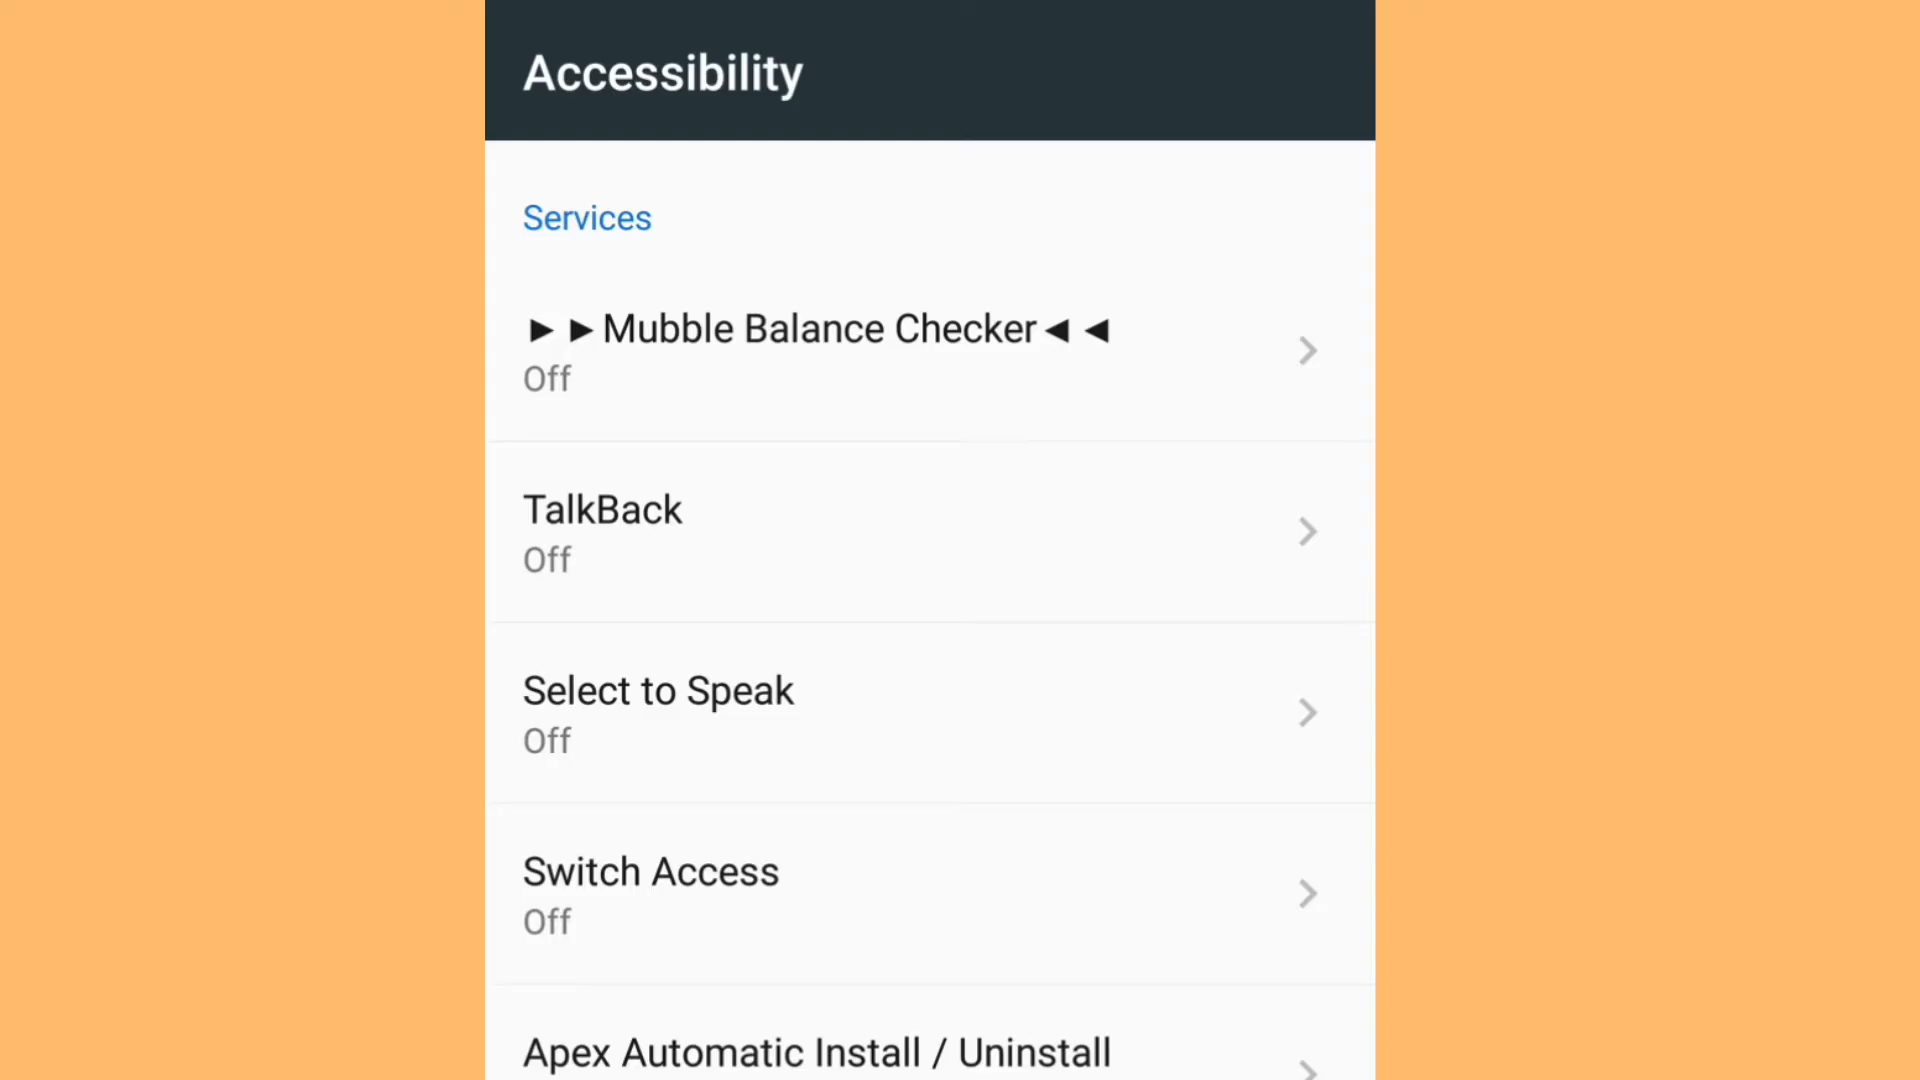 Accessibility
Services
►►Mubble Balance Checker◄◄
Off
TalkBack
Off
Select to Speak
Off
Switch Access
Off
Apex Automatic Install / Uninstall